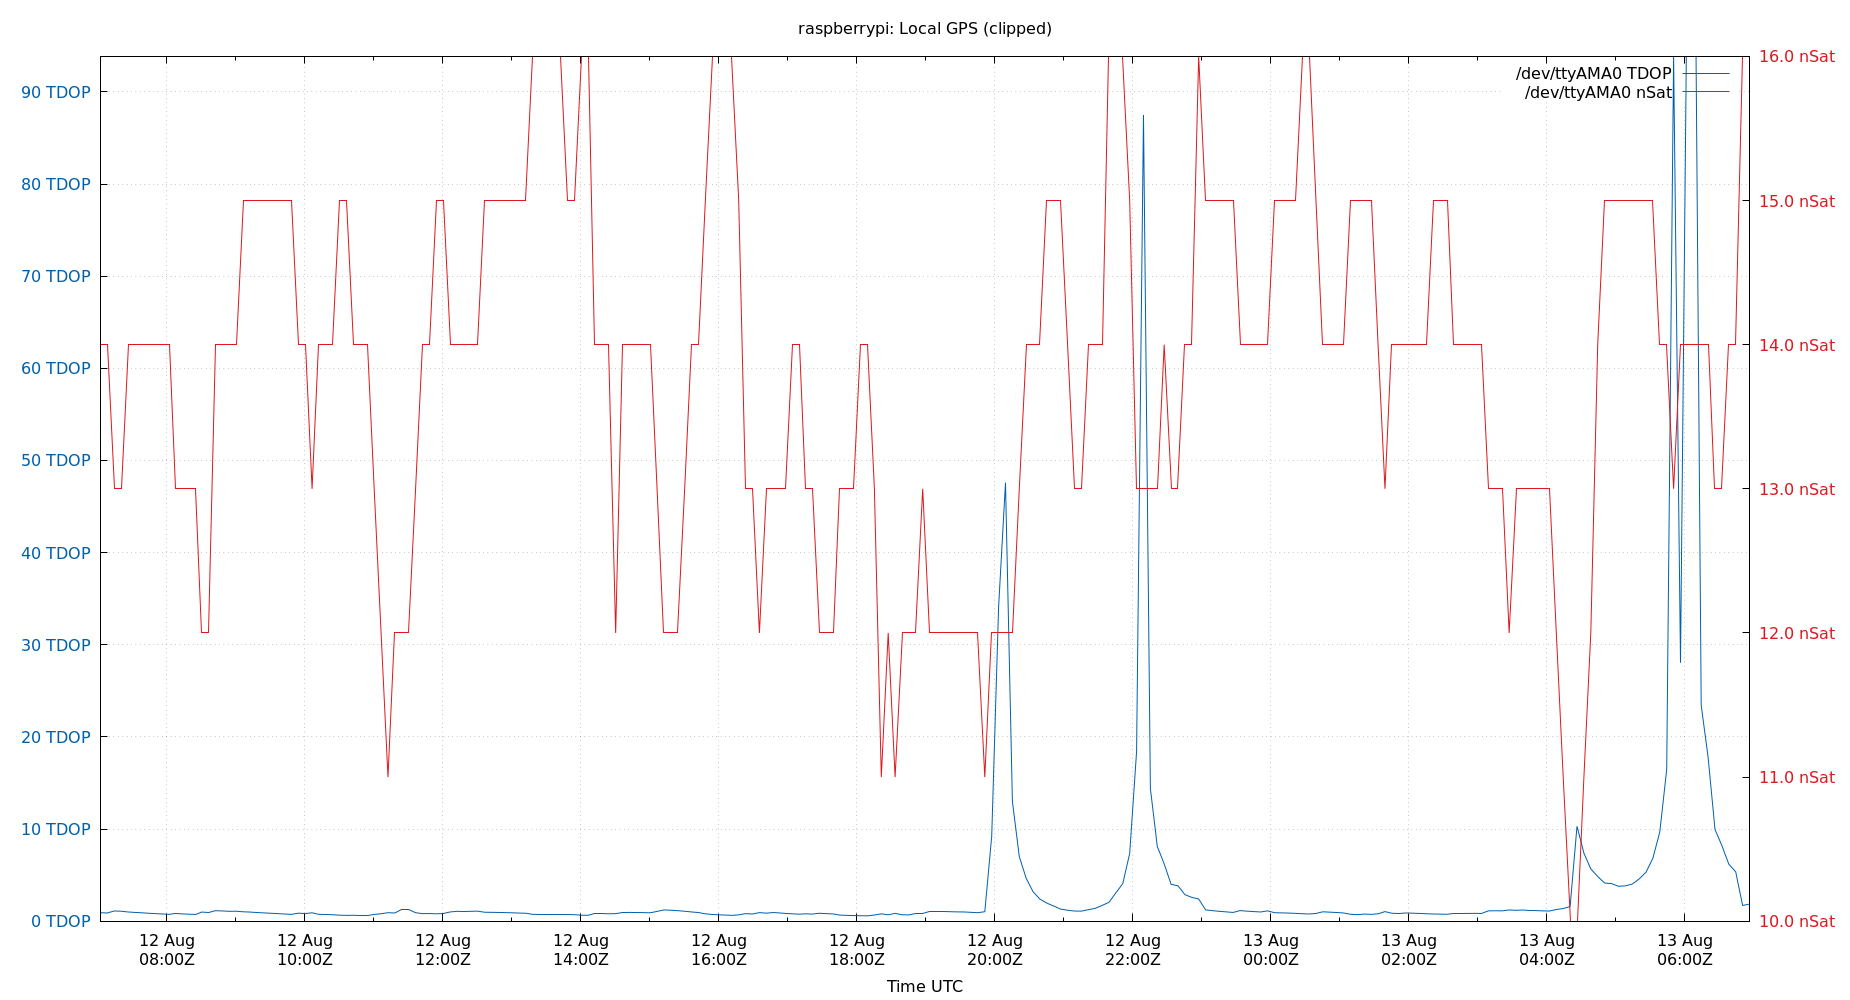 raspberrypi: Local GPS (clipped)
/dev/ttyAMA0 TDOP
/dev/ttyAMA0 nSat
90 TDOP
80 TDOP
70 TDOP
60 TDOP
50 TDOP
40 TDOP
30 TDOP
20 TDOP
10 TDOP
0 TDOP
16.0 nSat
15.0 nSat
14.0 nSat
13.0 nSat
12.0 nSat
11.0 nSat
10.0 nSat
12 Aug
08:00Z
12 Aug
10:00Z
12 Aug
12:00Z
12 Aug
14:00Z
12 Aug
16:00Z
12 Aug
18:00Z
12 Aug
20:00Z
12 Aug
22:00Z
13 Aug
00:00Z
13 Aug
02:00Z
13 Aug
04:00Z
13 Aug
06:00Z
Time UTC